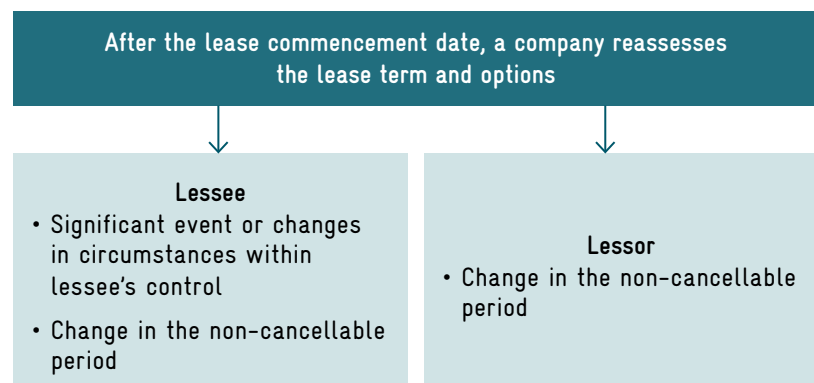 After the lease commencement date, a company reassesses
the lease term and options
Lessee
• Significant event or changes
in circumstances within
lessee's control
• Change in the non-cancellable
period
Lessor
• Change in the non-cancellable
period